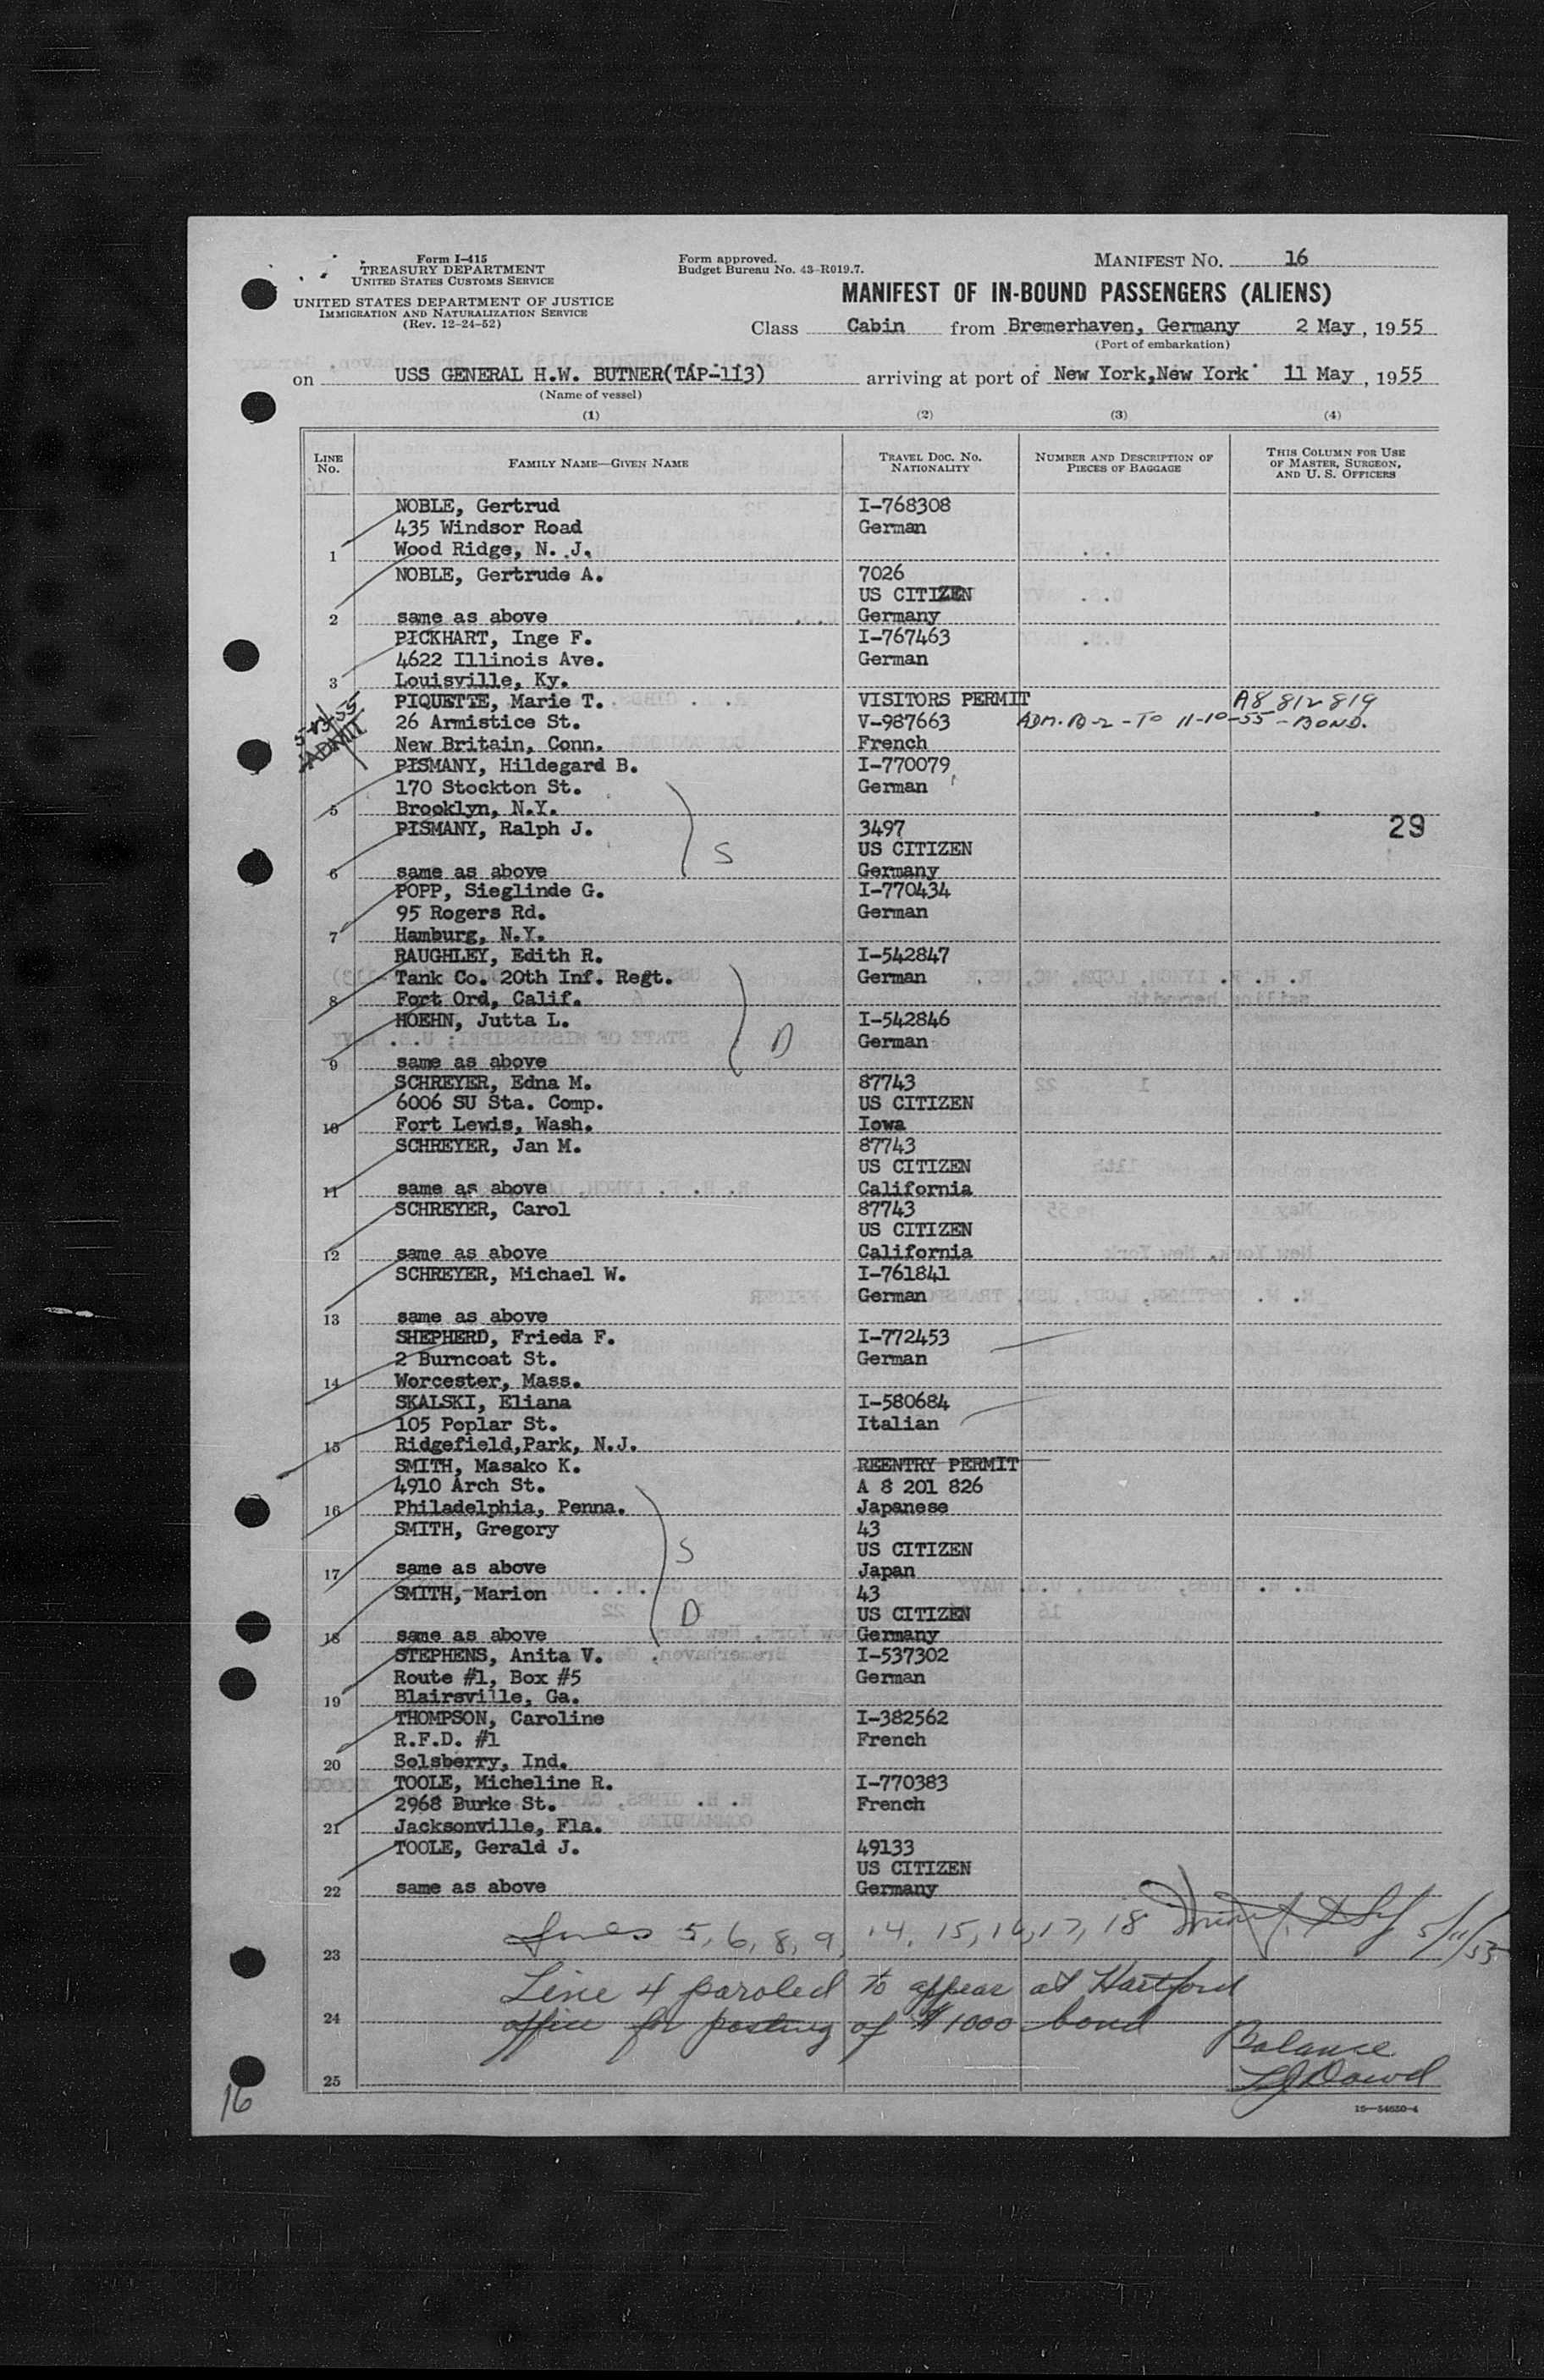 Form I-415
TREASURY DEPARTMENT
UNITED STATES CUSTOMS SERVICE
UNITED STATES DEPARTMENT OF JUSTICE
IMMIGRATION AND NATURALIZATION SERVICE
(Rev. 12-24-52)
Form approved.
Budget Bureau No. 43-R019.7.
MANIFEST NO. 16
MANIFEST OF IN-BOUND PASSENGERS (ALIENS)
Class Cabin from Bremerhaven, Germany 2 May, 1955
(Port of embarkation)
on USS GENERAL H.W. BUTNER(TAP-113) arriving at port of New York,New York 11 May, 1955
(Name of vessel)
(1) (2) (3) (4)
LINE No. FAMILY NAME—GIVEN NAME TRAVEL DOC. NO. NATIONALITY NUMBER AND DESCRIPTION OF PIECES OF BAGGAGE THIS COLUMN FOR USE OF MASTER, SURGEON, AND U. S. OFFICERS
NOBLE, Gertrud I-768308
435 Windsor Road German
1 Wood Ridge, N. J.
NOBLE, Gertrude A. 7026
US CITIZEN
2 same as above Germany
PICKHART, Inge F. I-767463
4622 Illinois Ave. German
3 Louisville, Ky.
PIQUETTE, Marie T. VISITORS PERMIT A8 812 819
26 Armistice St. V-987663 ADM. B-2 - TO 11-10-55 - BOND.
5-13-55 ADMIT New Britain, Conn. French
PISMANY, Hildegard B. I-770079
170 Stockton St. German
5 Brooklyn, N.Y.
PISMANY, Ralph J. 3497 29
US CITIZEN
S
6 same as above Germany
POPP, Sieglinde G. I-770434
95 Rogers Rd. German
7 Hamburg, N.Y.
RAUGHLEY, Edith R. I-542847
Tank Co. 20th Inf. Regt. German
8 Fort Ord, Calif.
HOEHN, Jutta L. I-542846
D German
9 same as above
SCHREYER, Edna M. 87743
6006 SU Sta. Comp. US CITIZEN
10 Fort Lewis, Wash. Iowa
SCHREYER, Jan M. 87743
US CITIZEN
11 same as above California
SCHREYER, Carol 87743
US CITIZEN
12 same as above California
SCHREYER, Michael W. I-761841
German
13 same as above
SHEPHERD, Frieda F. I-772453
2 Burncoat St. German
14 Worcester, Mass.
SKALSKI, Eliana I-580684
105 Poplar St. Italian
15 Ridgefield,Park, N.J.
SMITH, Masako K. REENTRY PERMIT
4910 Arch St. A 8 201 826
16 Philadelphia, Penna. Japanese
SMITH, Gregory 43
S US CITIZEN
17 same as above Japan
SMITH, Marion 43
D US CITIZEN
18 same as above Germany
STEPHENS, Anita V. I-537302
Route #1, Box #5 German
19 Blairsville, Ga.
THOMPSON, Caroline I-382562
R.F.D. #1 French
20 Solsberry, Ind.
TOOLE, Micheline R. I-770383
2968 Burke St. French
21 Jacksonville, Fla.
TOOLE, Gerald J. 49133
US CITIZEN
22 same as above Germany
Lines 5, 6, 8, 9, 14, 15, 16, 17, 18 5/11/55
23
Line 4 paroled to appear at Hartford
24 office for posting of $1000 bond
Balance
25
16
16—54650-4